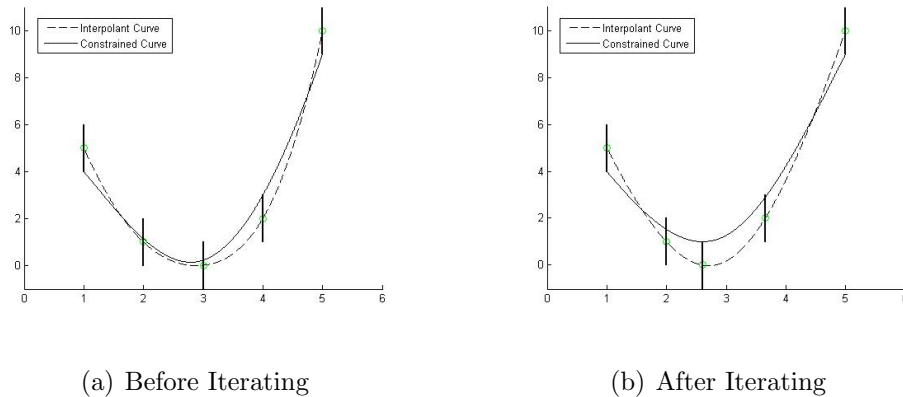 Interpolant Curve
Constrained Curve
10
8
6
4
2
0
0 1 2 3 4 5 6
(a) Before Iterating
Interpolant Curve
Constrained Curve
10
8
6
4
2
0
0 1 2 3 4 5 6
(b) After Iterating